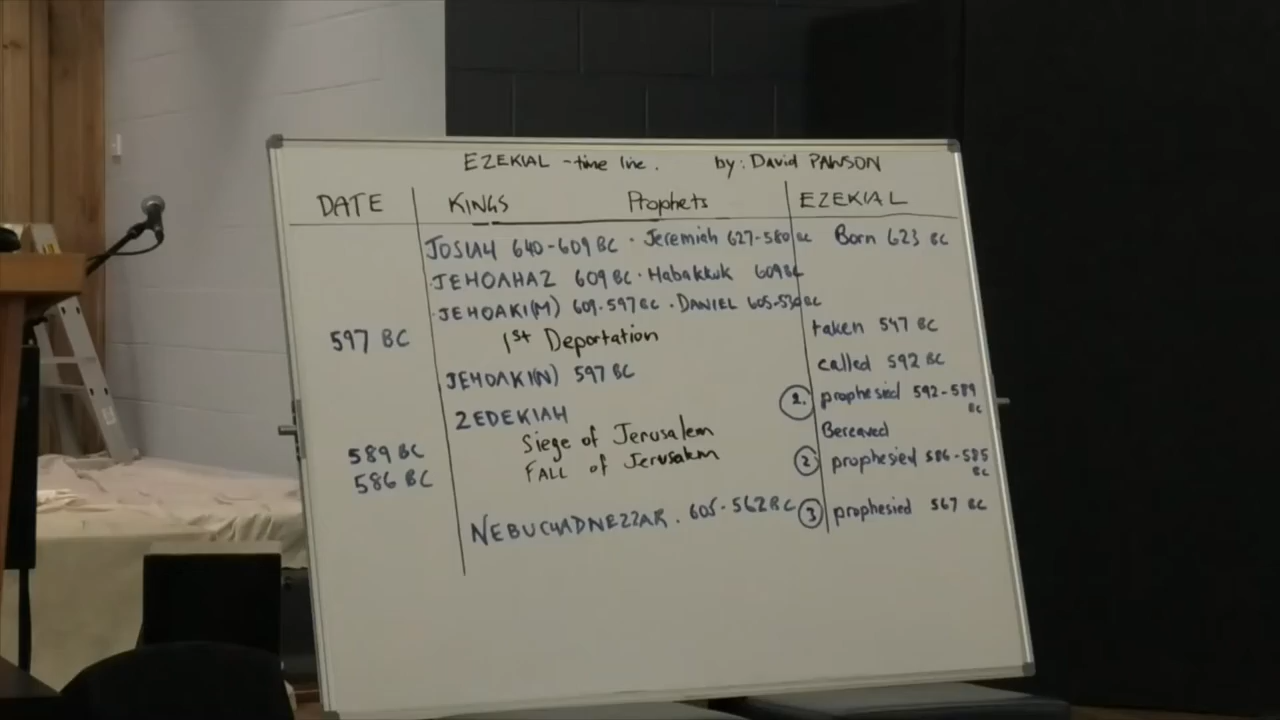 EZEKIAL - time line. by: David PAWSON
DATE KINGS Prophets EZEKIAL
JOSIAH 640-609 BC · Jeremiah 627-580 BC Born 623 BC
· JEHOAHAZ 609 BC · Habakkuk 609 BC
· JEHOAKI(M) 609-597 BC · DANIEL 605-530 BC
597 BC 1st Deportation taken 597 BC
JEHOAKI(N) 597 BC called 592 BC
ZEDEKIAH prophesied 592-589 BC
Siege of Jerusalem Bereaved
589 BC FALL of Jerusalem ② prophesied 586-585 BC
586 BC
NEBUCHADNEZZAR. 605-562 BC ③ prophesied 567 BC